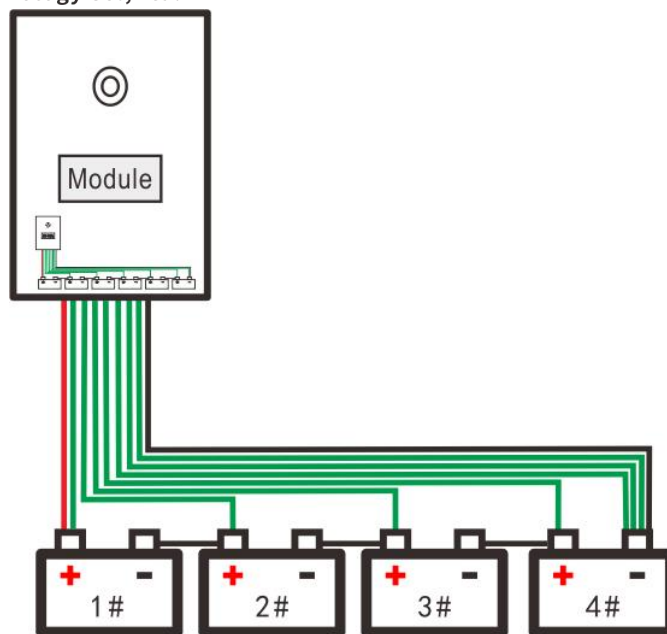 Module
+ - + - + - + -
1# 2# 3# 4#